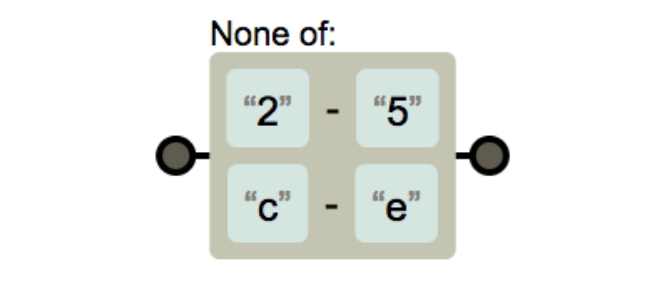 None of:
“2” - “5”
“c” - “e”